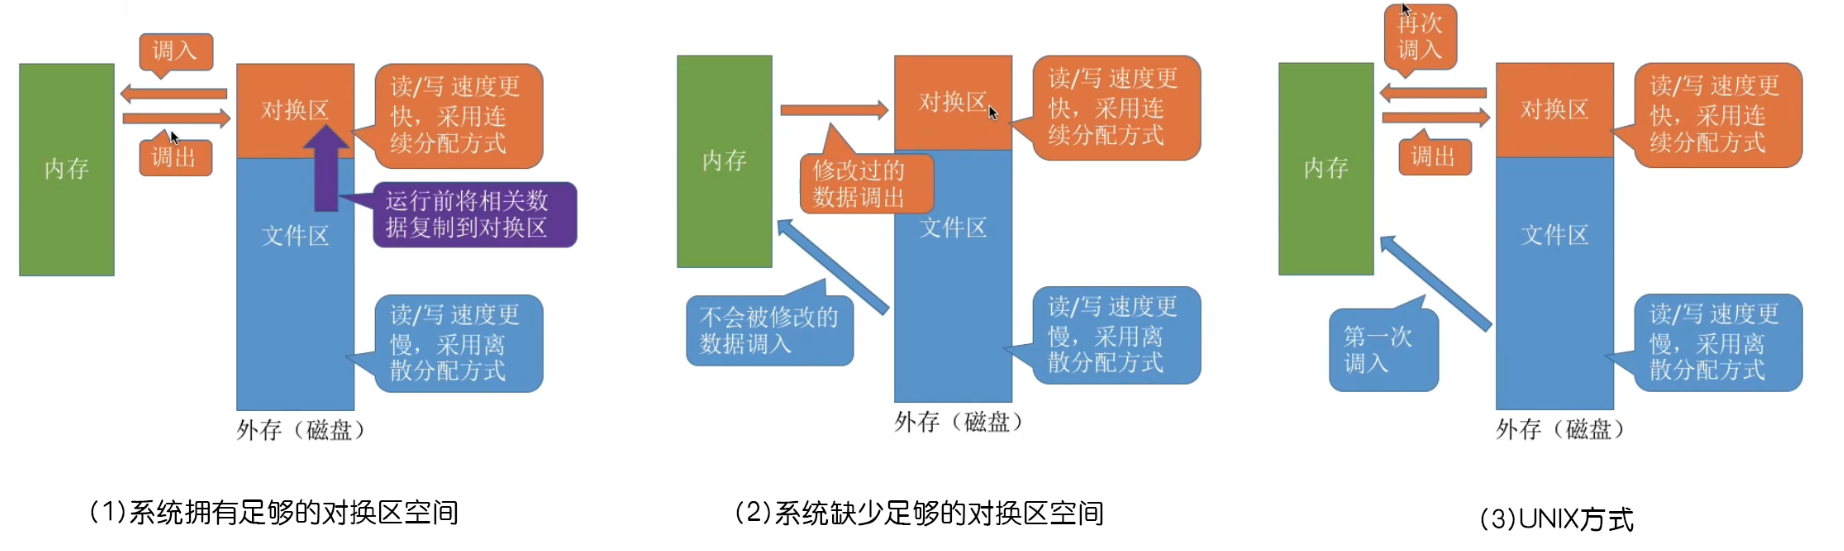 调入
内存
调出
对换区
文件区
读/写 速度更
快，采用连
续分配方式
运行前将相关数
据复制到对换区
读/写 速度更
慢，采用离
散分配方式
外存（磁盘）
(1)系统拥有足够的对换区空间
内存
对换区
修改过的
数据调出
文件区
不会被修改的
数据调入
读/写 速度更
快，采用连
续分配方式
读/写 速度更
慢，采用离
散分配方式
外存（磁盘）
(2)系统缺少足够的对换区空间
再次
调入
内存
调出
对换区
文件区
第一次
调入
读/写 速度更
快，采用连
续分配方式
读/写 速度更
慢，采用离
散分配方式
外存（磁盘）
(3)UNIX方式